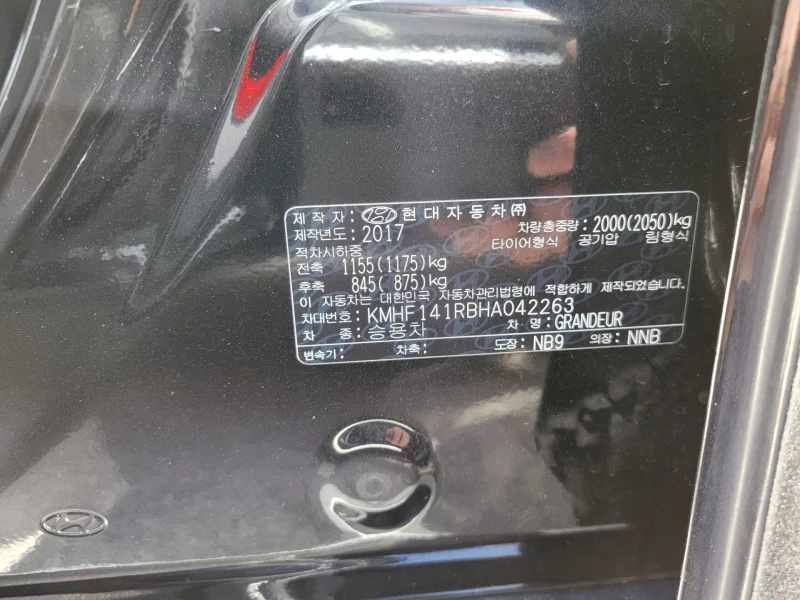 제 작 자 : 현대자동차㈜
제작년도 : 2017 차량총중량 : 2000(2050)kg
적차시하중 타이어형식 공기압 림형식
전축 1155(1175)kg
후축 845( 875)kg
이 자동차는 대한민국 자동차관리법령에 적합하게 제작되었습니다.
차대번호 : KMHF141RBHA042263
차 종 : 승용차 차 명 : GRANDEUR
변속기 : 차축 : 도장 : NB9 의장 : NNB